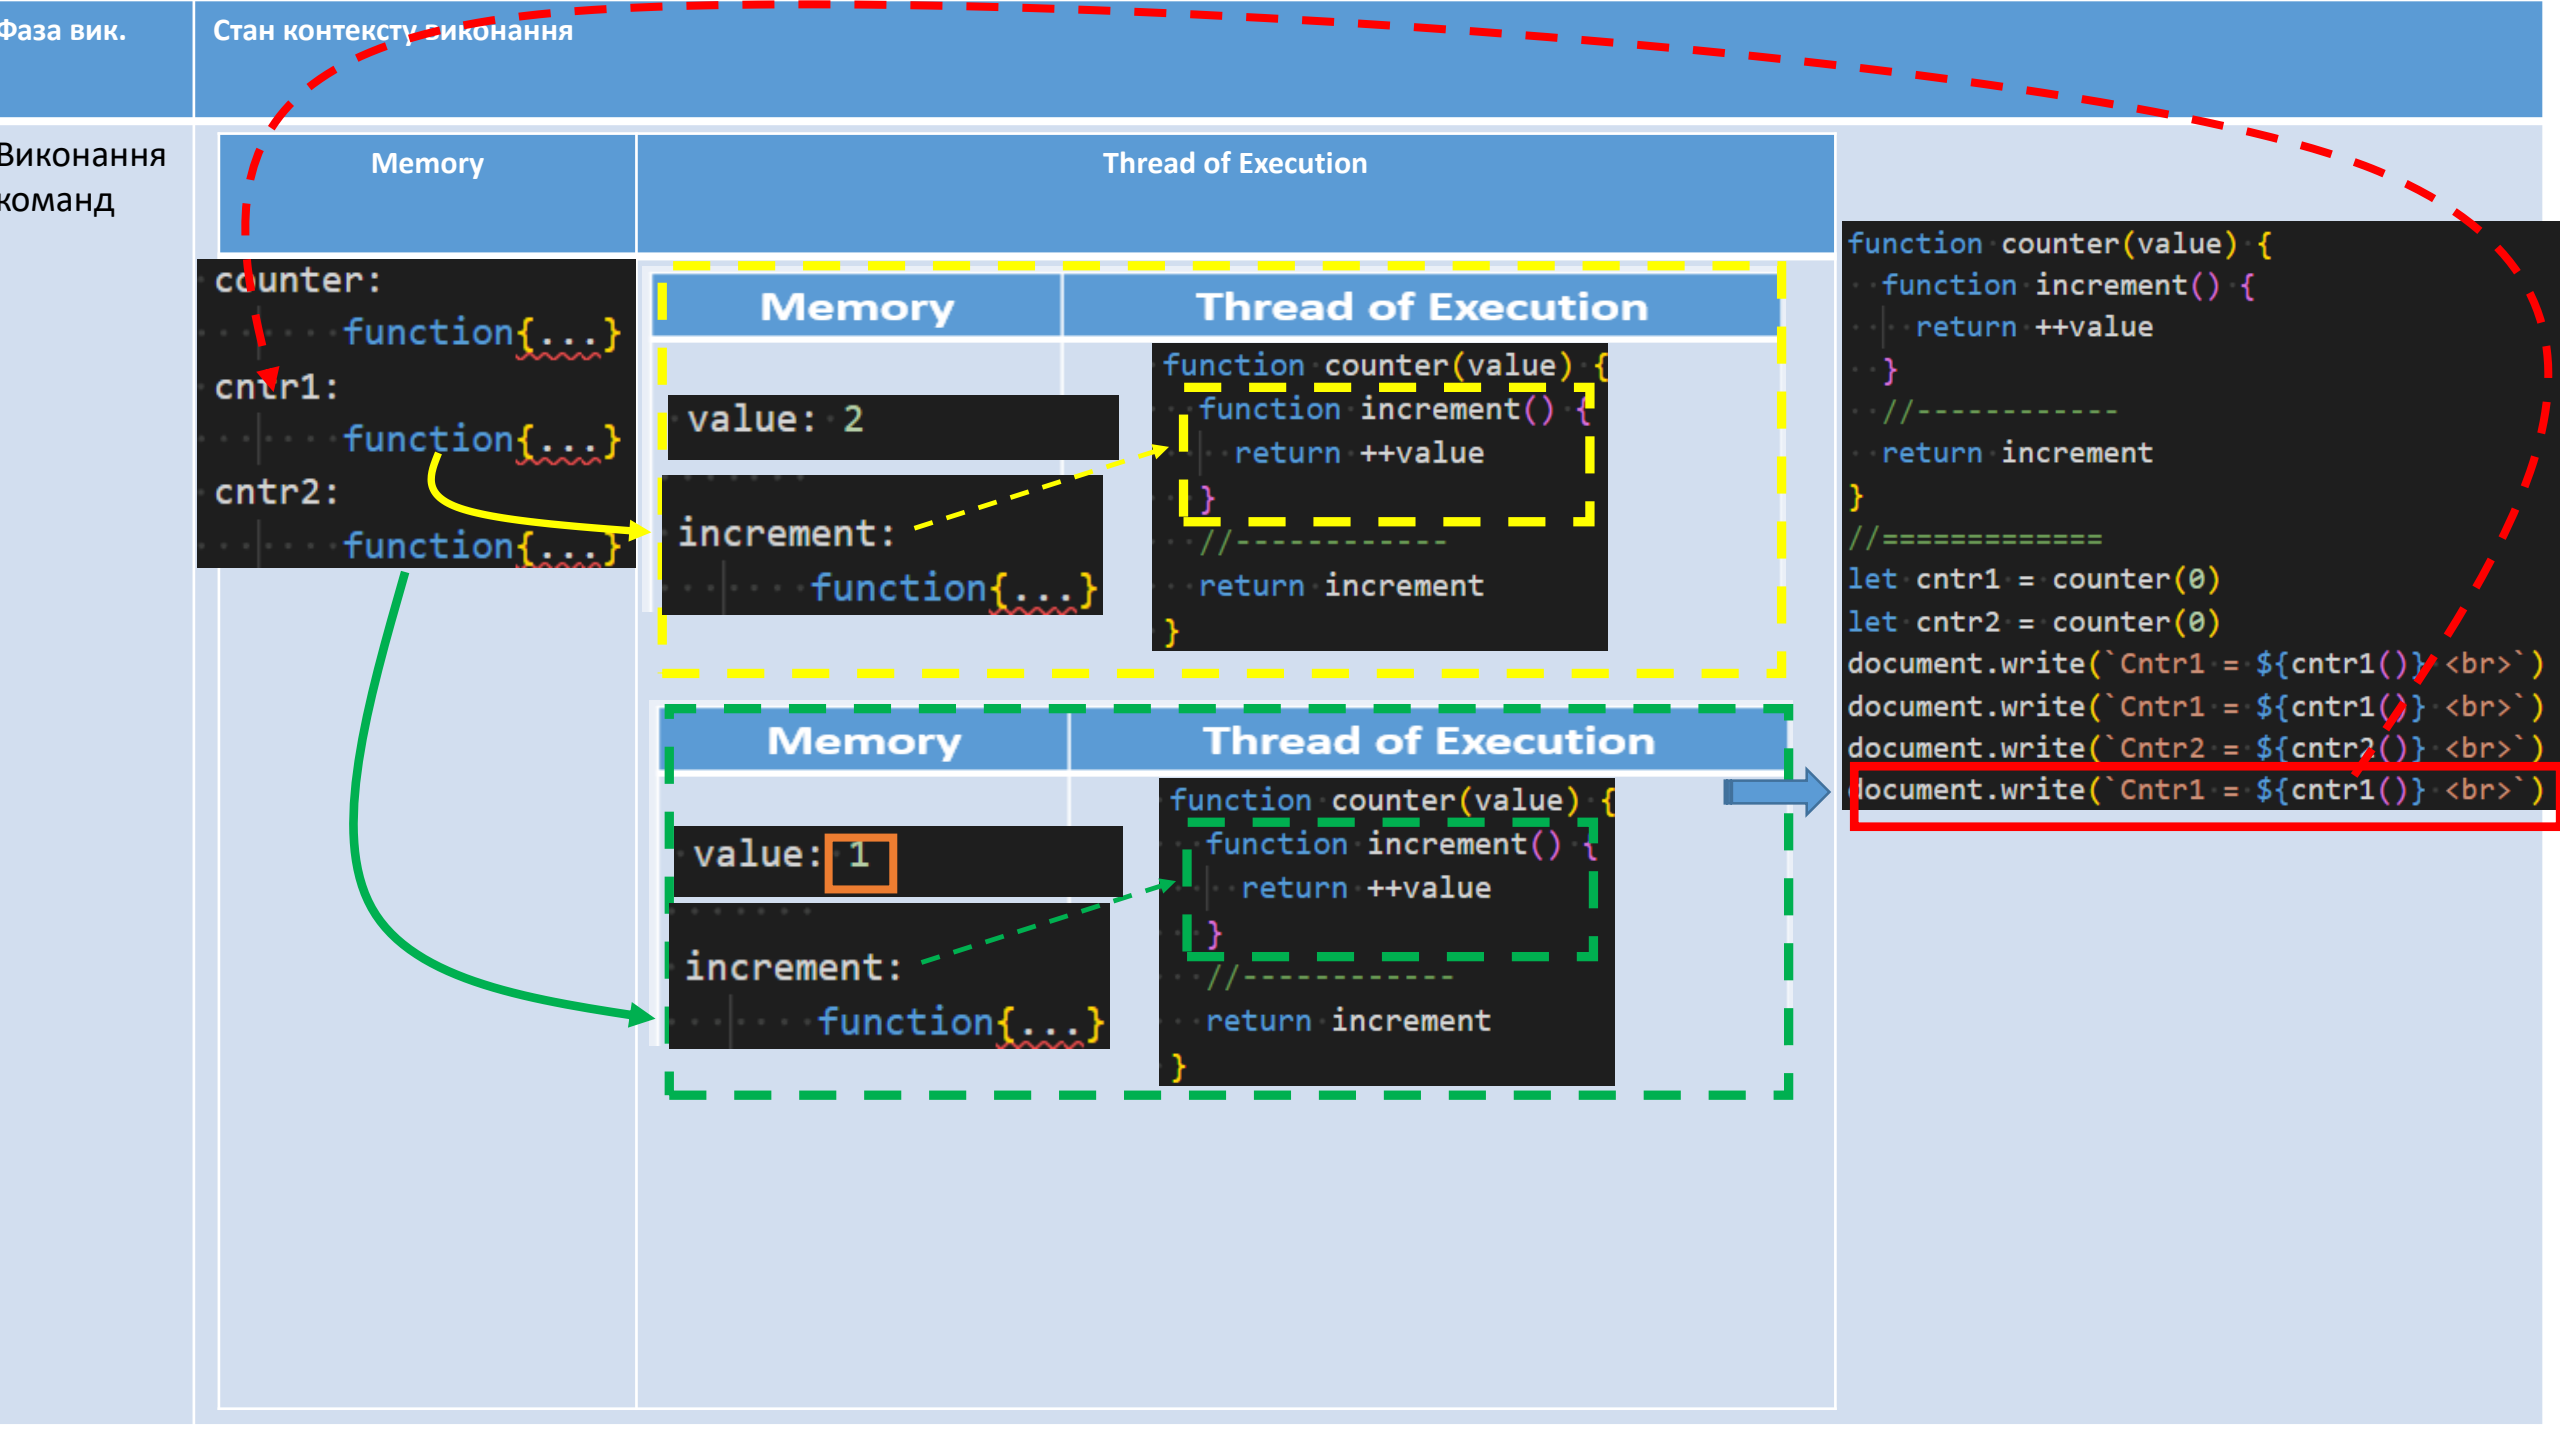 Фаза вик.
Стан контексту виконання
Виконання
команд
Memory
Thread of Execution
counter:
function{...}
cntr1:
function{...}
cntr2:
function{...}
Memory
Thread of Execution
value: 2
increment:
function{...}
function counter(value) {
function increment() {
return ++value
}
//------------
return increment
}
Memory
Thread of Execution
value: 1
increment:
function{...}
function counter(value) {
function increment() {
return ++value
}
//------------
return increment
}
function counter(value) {
function increment() {
return ++value
}
//------------
return increment
}
//=============
let cntr1 = counter(0)
let cntr2 = counter(0)
document.write(`Cntr1 = ${cntr1()} <br>`)
document.write(`Cntr1 = ${cntr1()} <br>`)
document.write(`Cntr2 = ${cntr2()} <br>`)
document.write(`Cntr1 = ${cntr1()} <br>`)